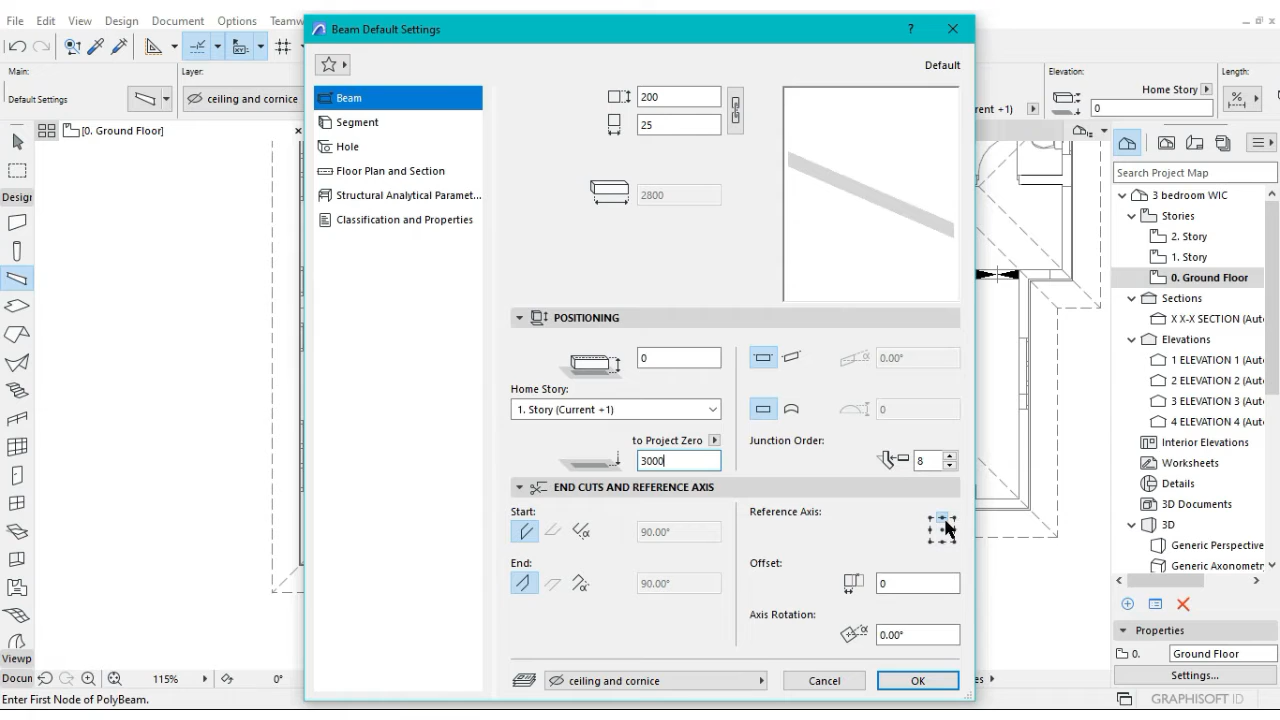 File Edit View Design Document Options Teamw
Beam Default Settings
?
Main:
Layer:
Default Settings
ceiling and cornice
Default
Elevation:
Length:
Home Story
nt +1)
0
%
[0. Ground Floor]
Design
Viewp
Docun
Beam
Segment
Hole
Floor Plan and Section
Structural Analytical Paramet...
Classification and Properties
200
25
2800
POSITIONING
0
0.00°
Home Story:
1. Story (Current +1)
0
to Project Zero
Junction Order:
3000
8
END CUTS AND REFERENCE AXIS
Start:
Reference Axis:
90.00°
End:
Offset:
90.00°
0
Axis Rotation:
0.00°
ceiling and cornice
Cancel
OK
Search Project Map
3 bedroom WIC
Stories
2. Story
1. Story
0. Ground Floor
Sections
X X-X SECTION (Aut
Elevations
1 ELEVATION 1 (Aut
2 ELEVATION 2 (Aut
3 ELEVATION 3 (Aut
4 ELEVATION 4 (Aut
Interior Elevations
Worksheets
Details
3D Documents
3D
Generic Perspective
Generic Axonometr
Properties
0.
Ground Floor
Settings...
115%
0°
es
Enter First Node of PolyBeam.
GRAPHISOFT ID